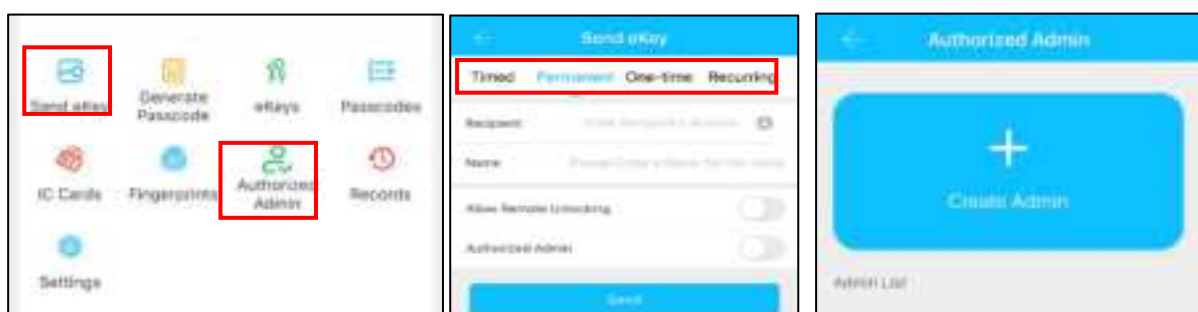 Send eKey
Generate
Passcode
eKeys
Passcodes
IC Cards
Fingerprints
Authorized
Admin
Records
Settings
Send eKey
Timed Permanent One-time Recurring
Recipient
Name
Allow Remote Unlocking
Authorized Admin
Send
Authorized Admin
Create Admin
Admin List